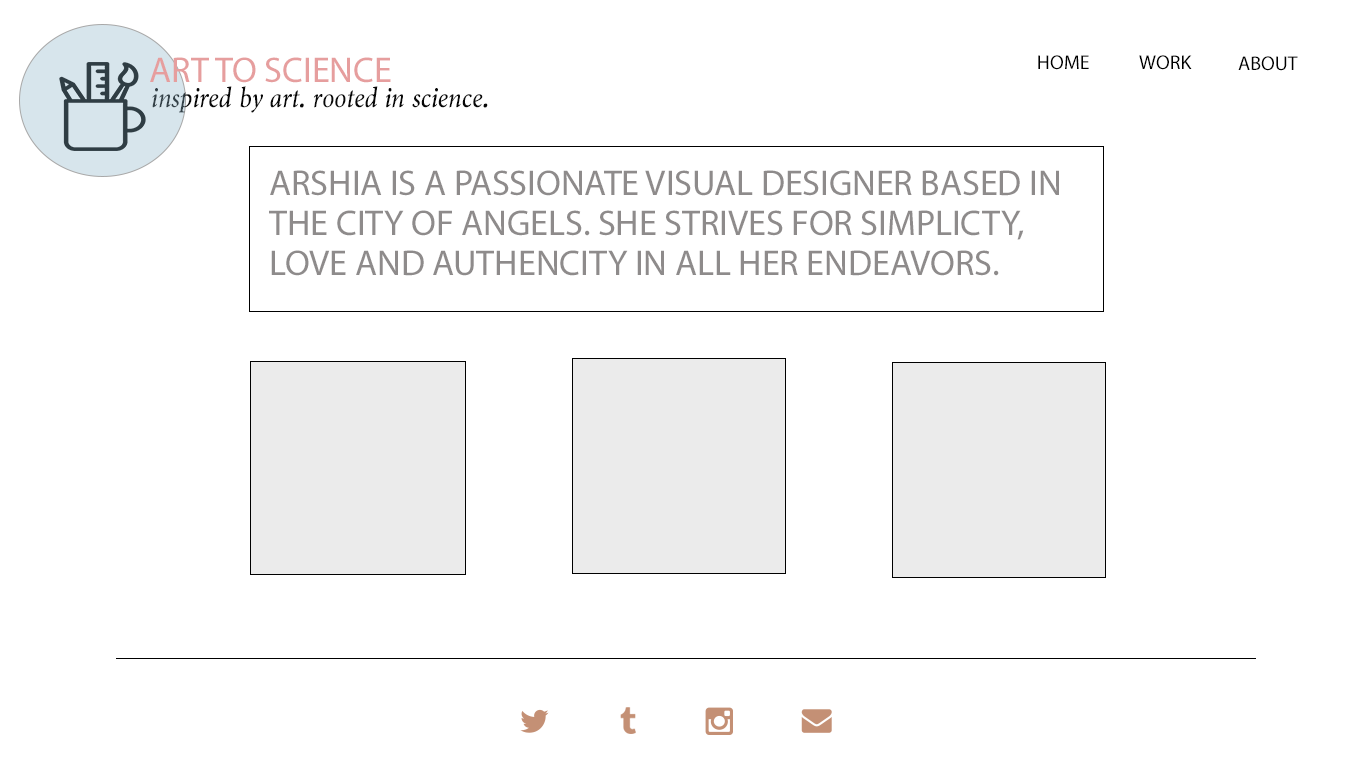 ART TO SCIENCE
inspired by art. rooted in science.
HOME WORK ABOUT
ARSHIA IS A PASSIONATE VISUAL DESIGNER BASED IN
THE CITY OF ANGELS. SHE STRIVES FOR SIMPLICTY,
LOVE AND AUTHENCITY IN ALL HER ENDEAVORS.